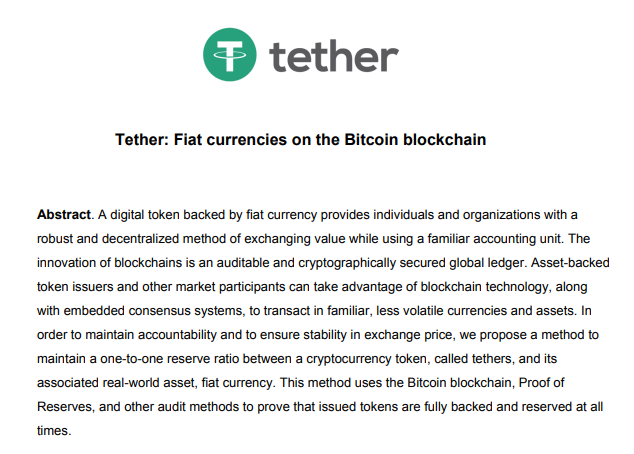 tether
Tether: Fiat currencies on the Bitcoin blockchain
Abstract. A digital token backed by fiat currency provides individuals and organizations with a
robust and decentralized method of exchanging value while using a familiar accounting unit. The
innovation of blockchains is an auditable and cryptographically secured global ledger. Asset-backed
token issuers and other market participants can take advantage of blockchain technology, along
with embedded consensus systems, to transact in familiar, less volatile currencies and assets. In
order to maintain accountability and to ensure stability in exchange price, we propose a method to
maintain a one-to-one reserve ratio between a cryptocurrency token, called tethers, and its
associated real-world asset, fiat currency. This method uses the Bitcoin blockchain, Proof of
Reserves, and other audit methods to prove that issued tokens are fully backed and reserved at all
times.